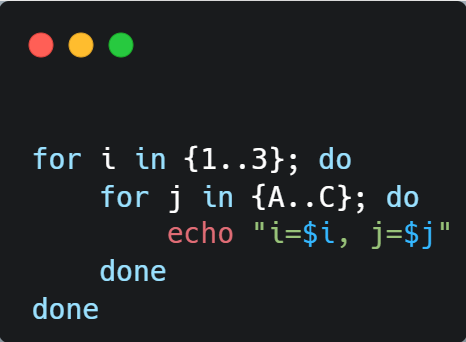 for i in {1..3}; do
    for j in {A..C}; do
        echo "i=$i, j=$j"
    done
done